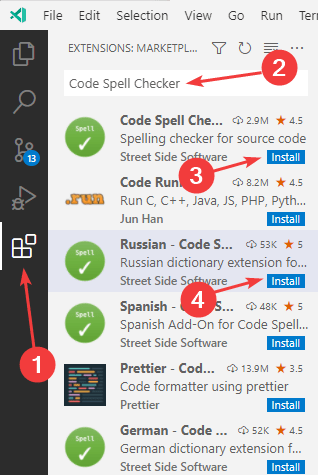 File Edit Selection View Go Run Ter
EXTENSIONS: MARKETPL...
2
Code Spell Checker
Spell
Code Spell Che... 2.9M 4.5
Spelling checker for source code
Street Side Software Install
3
13
.run
Code Run 8.2M 4.5
Run C, C++, Java, JS, PHP, Pyth...
Jun Han Install
Spell
Russian - Code S... 53K 5
Russian dictionary extension fo...
Street Side Software Install
4
Spanish - Code S 48K 5
Spell
Spanish Add-On for Code Spell...
1
Street Side Software Install
Prettier - Cod... 13.9M 3.5
Code formatter using prettier
Prettier Install
Spell
German - Code ... 52K 4.5
German dictionary extension f...
Street Side Software Install